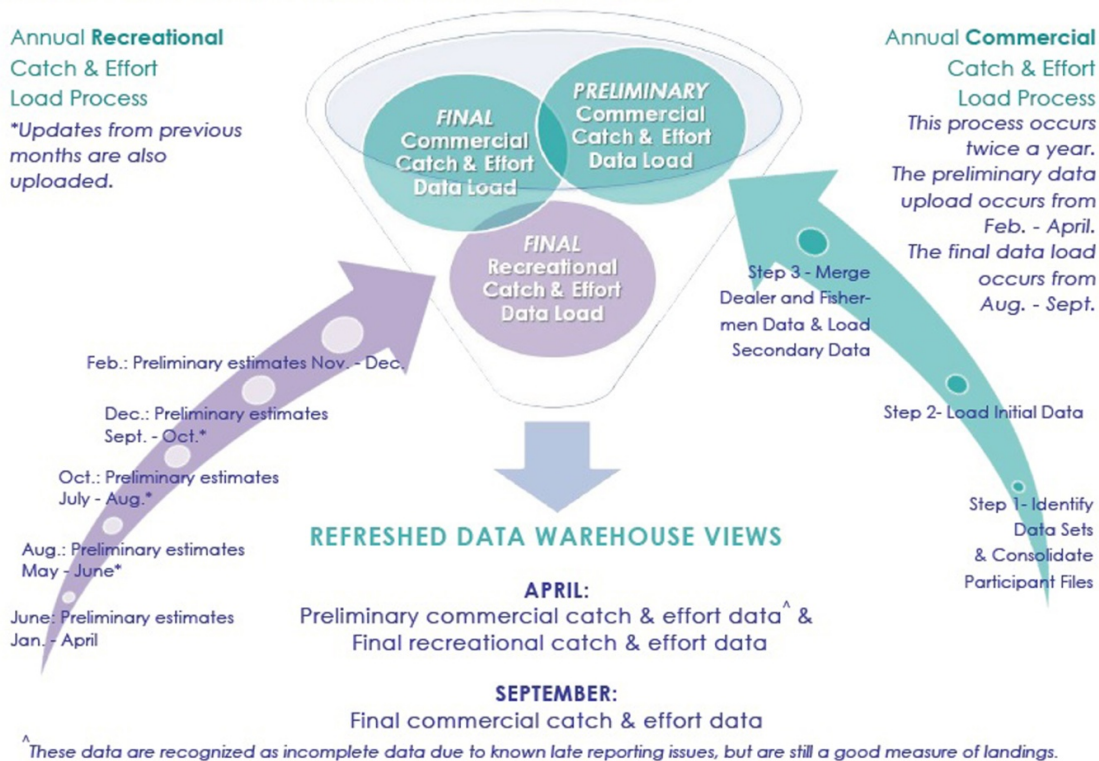 Annual Recreational
Catch & Effort
Load Process
*Updates from previous
months are also
uploaded.
FINAL
Commercial
Catch & Effort
Data Load
PRELIMINARY
Commercial
Catch & Effort
Data Load
FINAL
Recreational
Catch & Effort
Data Load
Annual Commercial
Catch & Effort
Load Process
This process occurs
twice a year.
The preliminary data
upload occurs from
Feb. - April.
The final data load
occurs from
Aug. - Sept.
Feb.: Preliminary estimates Nov. - Dec.
Dec.: Preliminary estimates
Sept. - Oct.*
Oct.: Preliminary estimates
July - Aug.*
Aug.: Preliminary estimates
May - June*
June: Preliminary estimates
Jan. - April
Step 3 - Merge
Dealer and Fisher-
men Data & Load
Secondary Data
Step 2- Load Initial Data
Step 1- Identify
Data Sets
& Consolidate
Participant Files
REFRESHED DATA WAREHOUSE VIEWS
APRIL:
Preliminary commercial catch & effort data^ &
Final recreational catch & effort data
SEPTEMBER:
Final commercial catch & effort data
^These data are recognized as incomplete data due to known late reporting issues, but are still a good measure of landings.